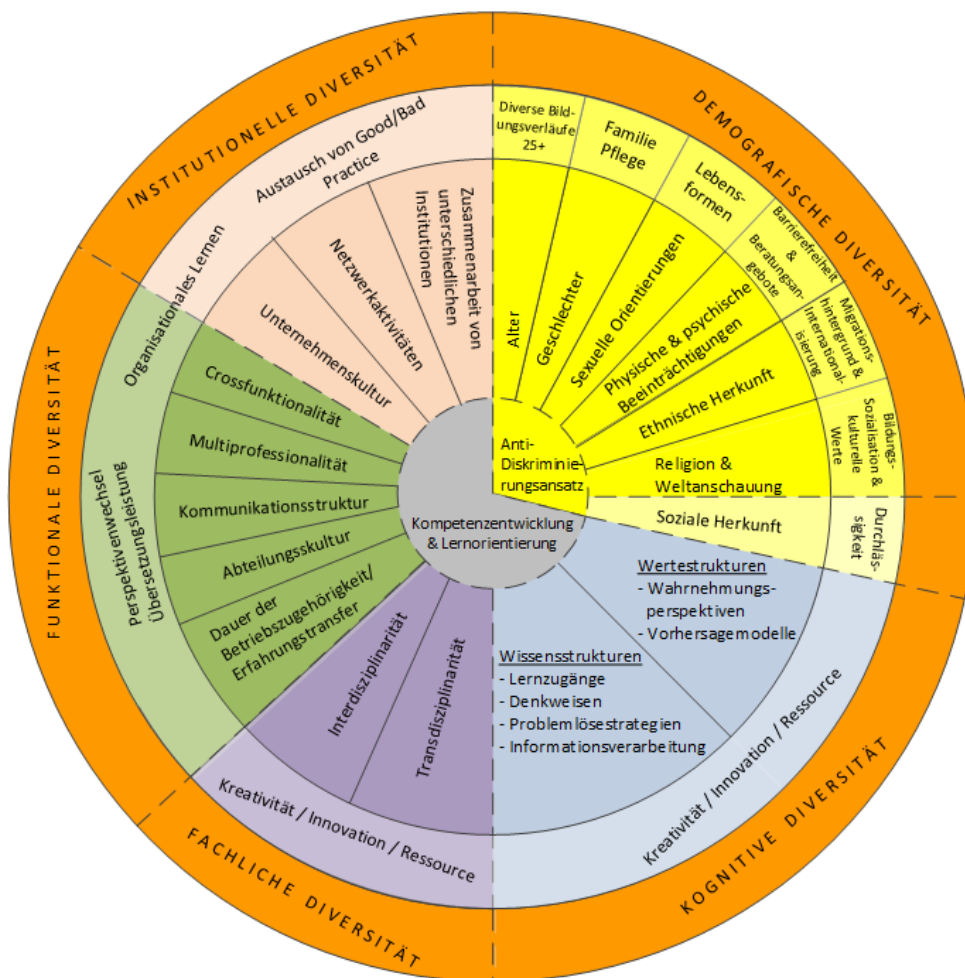 INSTITUTIONELLE DIVERSITÄT
Austausch von Good/Bad
Practice
Organisationales Lernen
Unternehmenskultur
Netzwerkaktivitäten
Zusammenarbeit von
unterschiedlichen
Institutionen
DEMOGRAFISCHE DIVERSITÄT
Diverse Bild-
ungsverläufe
25+
Familie
Pflege
Lebens-
formen
Barrierefreiheit
&
Beratungsan-
gebote
Migrations-
hintergrund &
International-
isierung
Bildungs-
Sozialisation &
kulturelle
Werte
Durchläs-
sigkeit
Alter
Geschlechter
Sexuelle Orientierungen
Physische & psychische
Beeinträchtigungen
Ethnische Herkunft
Religion &
Weltanschauung
Soziale Herkunft
Anti-
Diskriminie-
rungsansatz
Kompetenzentwicklung
& Lernorientierung
FUNKTIONALE DIVERSITÄT
Perspektivenwechsel
Übersetzungsleistung
Crossfunktionalität
Multiprofessionalität
Kommunikationsstruktur
Abteilungsskultur
Dauer der
Betriebszugehörigkeit/
Erfahrungstransfer
FACHLICHE DIVERSITÄT
Kreativität / Innovation / Ressource
Interdisziplinarität
Transdisziplinarität
KOGNITIVE DIVERSITÄT
Kreativität / Innovation / Ressource
Wertestrukturen
- Wahrnehmungs-
perspektiven
- Vorhersagemodelle
Wissensstrukturen
- Lernzugänge
- Denkweisen
- Problemlösestrategien
- Informationsverarbeitung